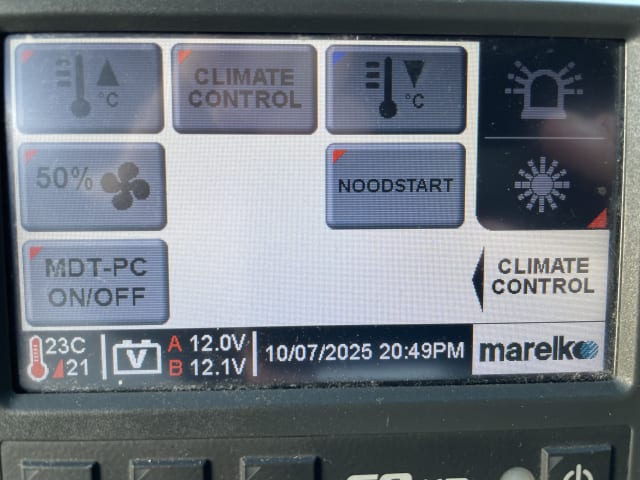 °C
CLIMATE
CONTROL
°C
50%
NOODSTART
MDT-PC
ON/OFF
CLIMATE
CONTROL
23C
21
V
A 12.0V
B 12.1V
10/07/2025 20:49PM
marelko